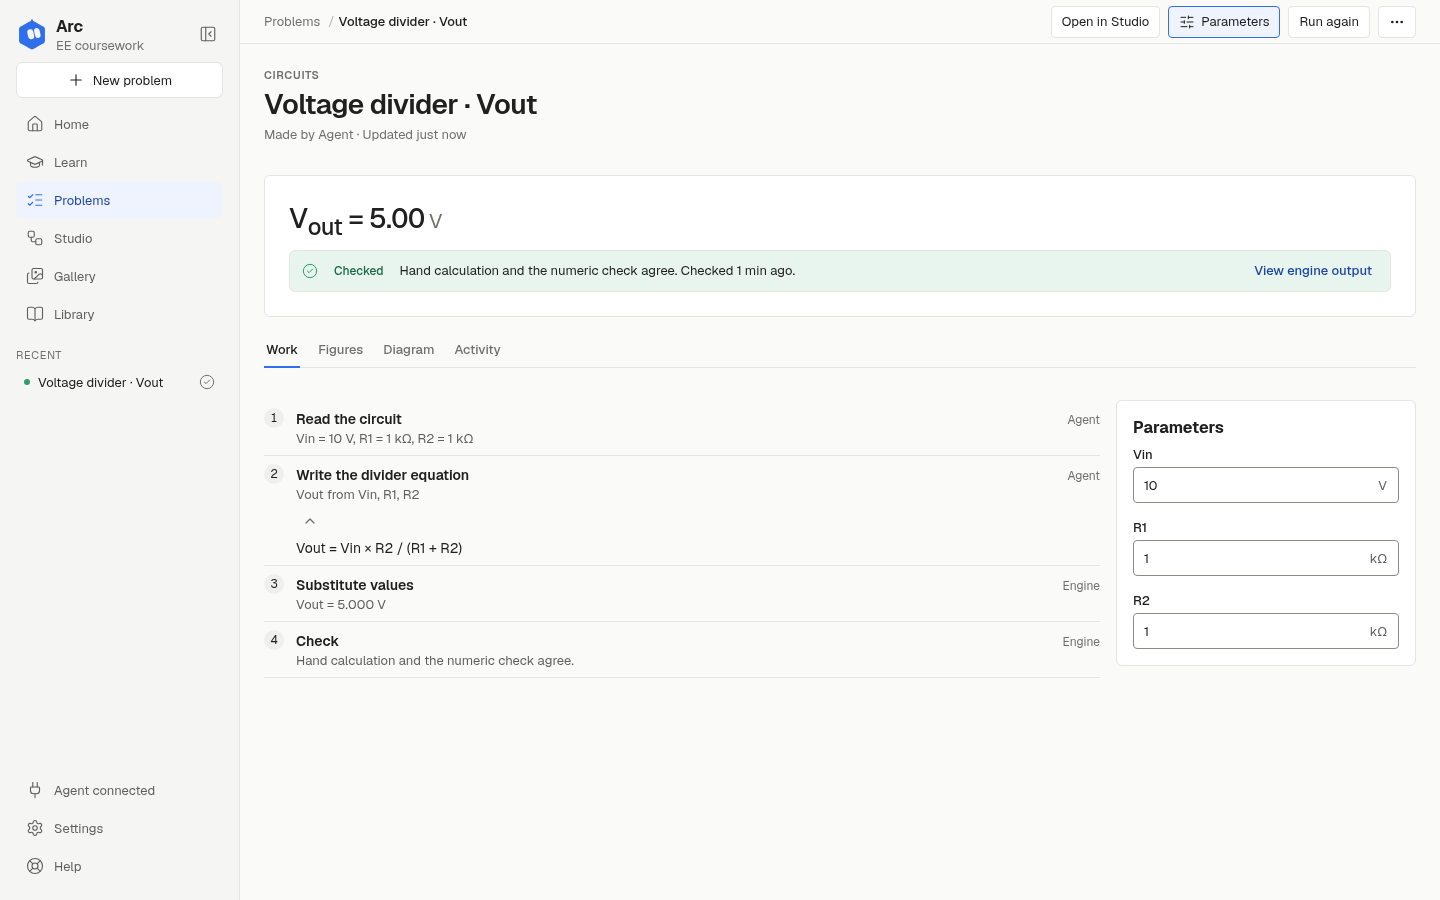 Arc
EE coursework
New problem
Home
Learn
Problems
Studio
Gallery
Library
RECENT
Voltage divider · Vout
Agent connected
Settings
Help
Problems / Voltage divider · Vout
Open in Studio
Parameters
Run again
CIRCUITS
Voltage divider · Vout
Made by Agent · Updated just now
Vout = 5.00 V
Checked Hand calculation and the numeric check agree. Checked 1 min ago. View engine output
Work Figures Diagram Activity
1 Read the circuit Agent
Vin = 10 V, R1 = 1 kΩ, R2 = 1 kΩ
2 Write the divider equation Agent
Vout from Vin, R1, R2
Vout = Vin × R2 / (R1 + R2)
3 Substitute values Engine
Vout = 5.000 V
4 Check Engine
Hand calculation and the numeric check agree.
Parameters
Vin
10 V
R1
1 kΩ
R2
1 kΩ